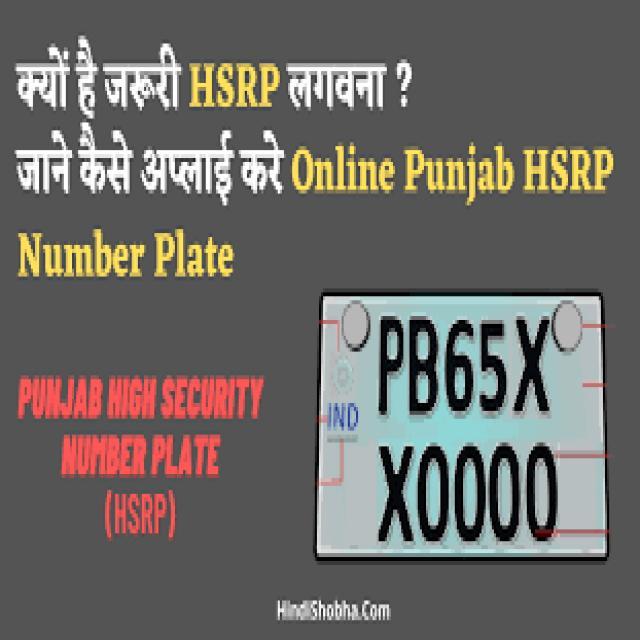 क्यों है जरूरी HSRP लगवना ?
जाने कैसे अप्लाई करे Online Punjab HSRP
Number Plate
PUNJAB HIGH SECURITY
NUMBER PLATE
(HSRP)
IND
PB65X
X0000
HindiShobha.Com